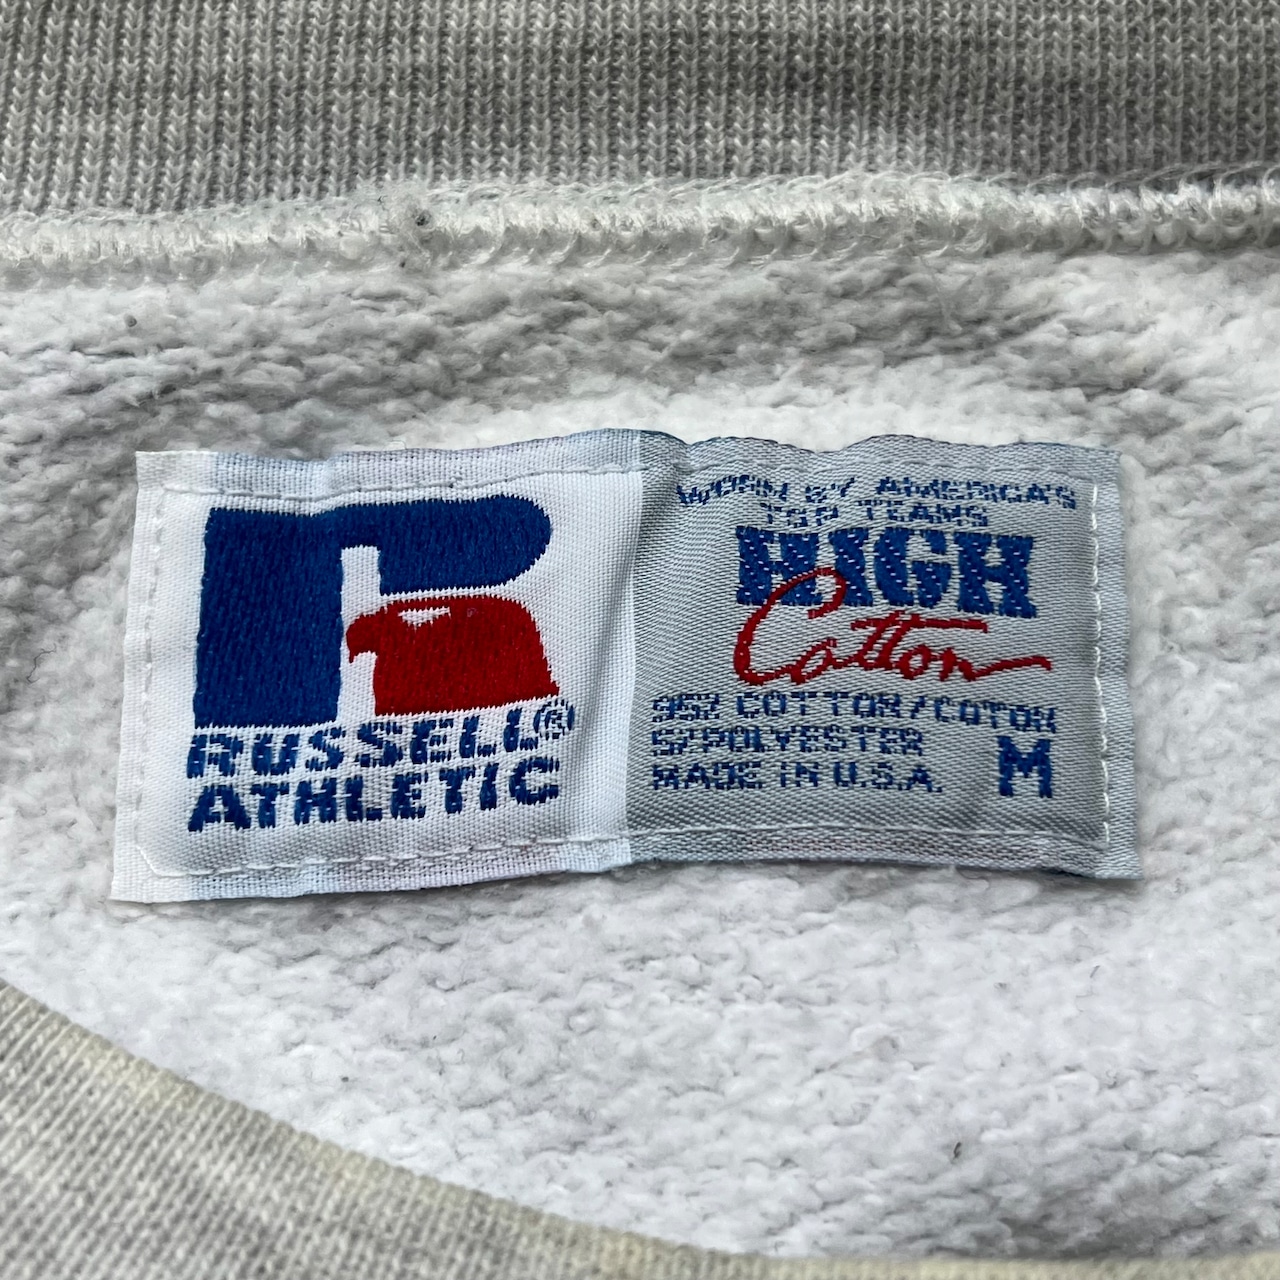 RUSSELL®
ATHLETIC
WORN BY AMERICA'S
TOP TEAMS
HIGH
Cotton
95% COTTON/COTON
5% POLYESTER
MADE IN U.S.A.
M